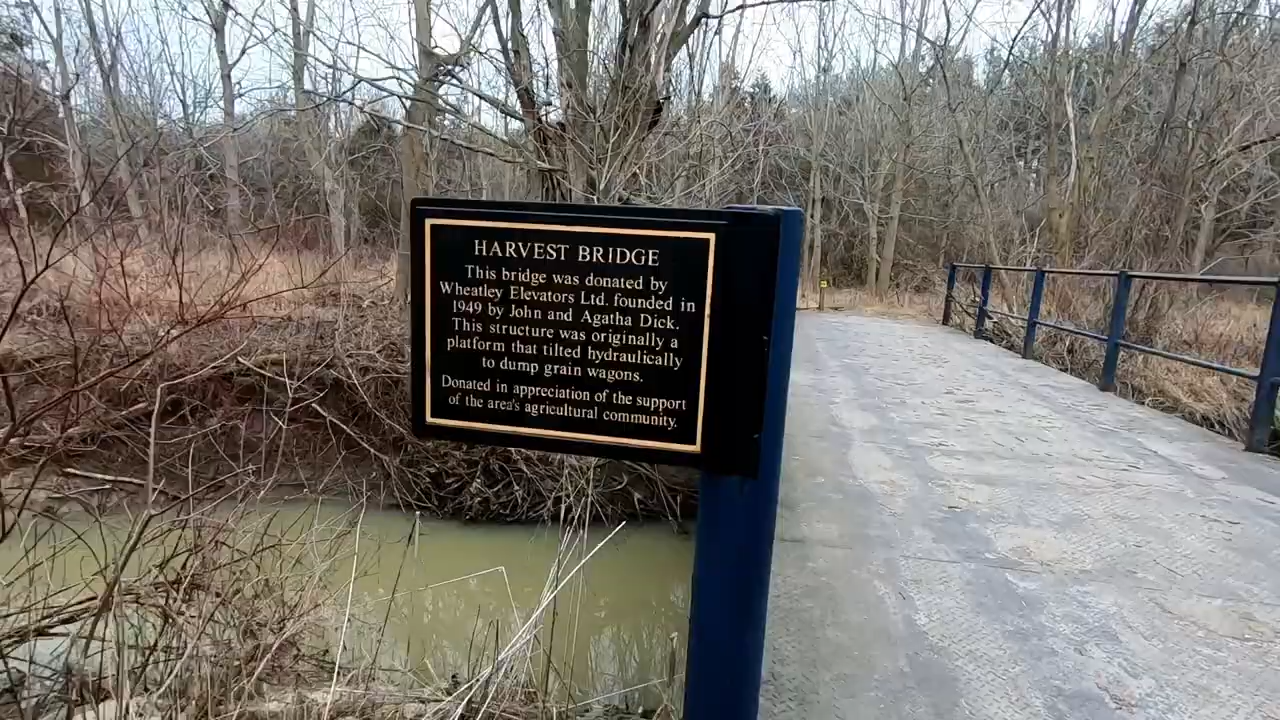 HARVEST BRIDGE
This bridge was donated by
Wheatley Elevators Ltd. founded in
1949 by John and Agatha Dick.
This structure was originally a
platform that tilted hydraulically
to dump grain wagons.
Donated in appreciation of the support
of the area's agricultural community.